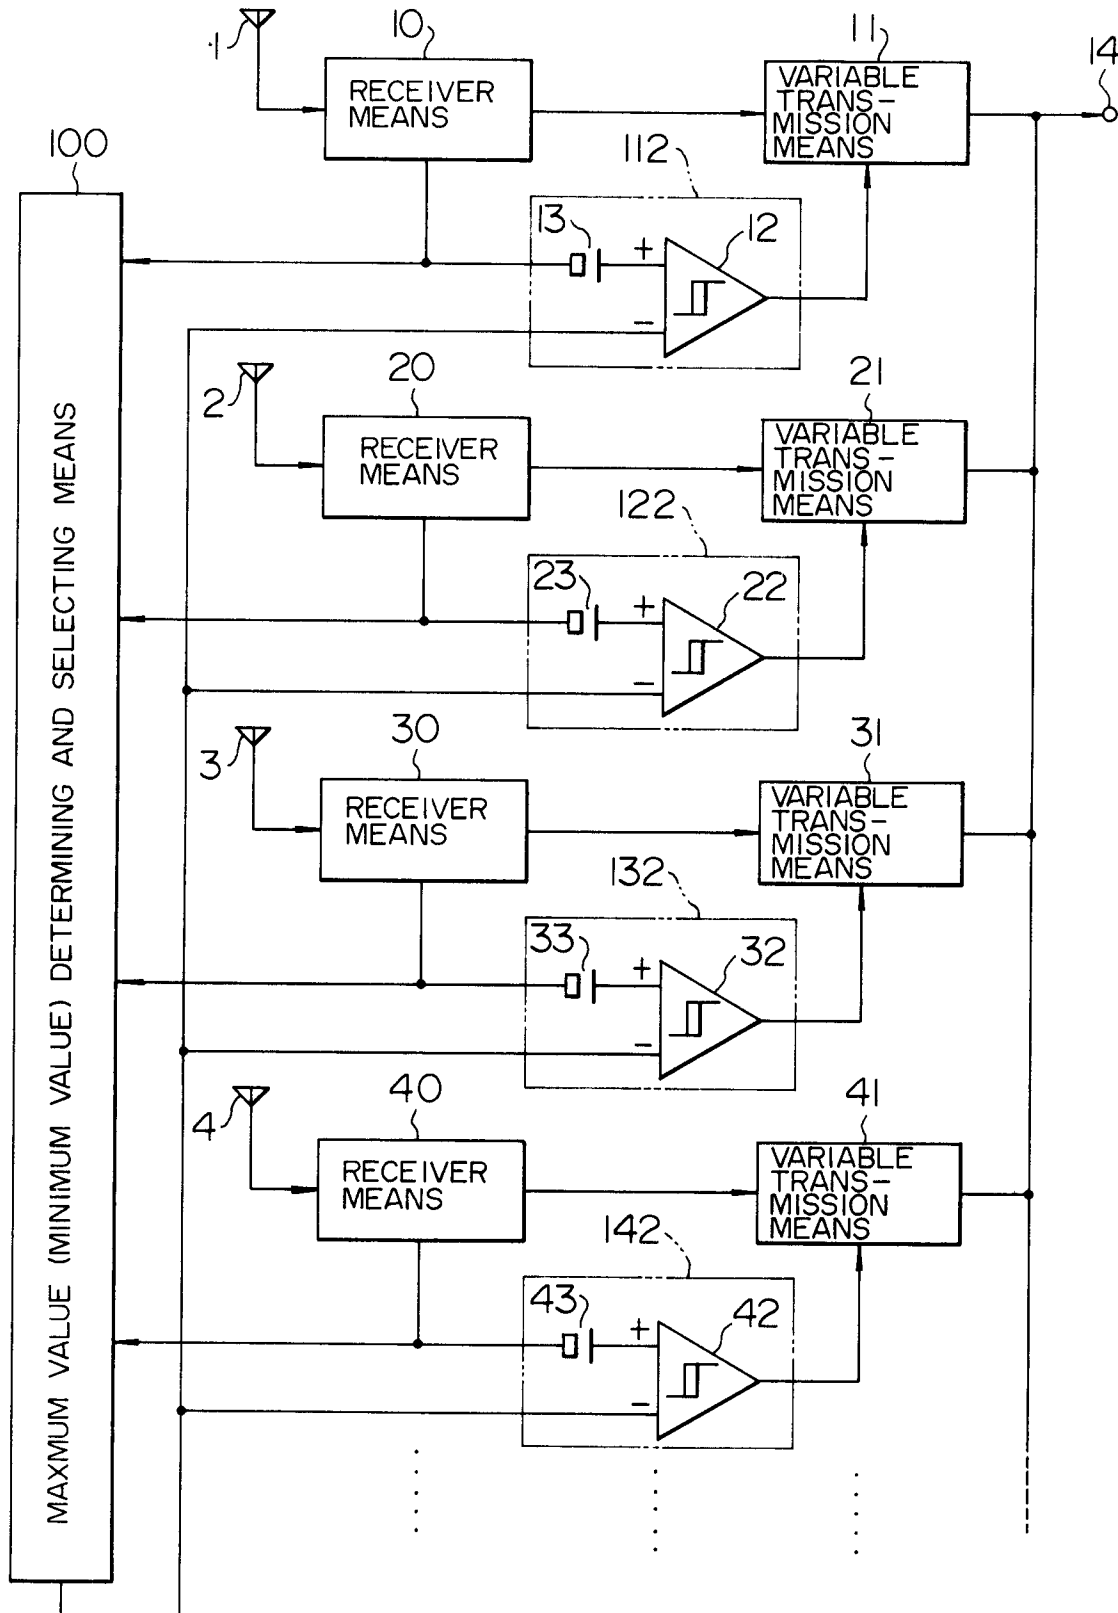 1
10
RECEIVER
MEANS
11
VARIABLE
TRANS-
MISSION
MEANS
14
100
MAXMUM VALUE (MINIMUM VALUE) DETERMINING AND SELECTING MEANS
112
13
+
12
−
2
20
RECEIVER
MEANS
21
VARIABLE
TRANS-
MISSION
MEANS
122
23
+
22
−
3
30
RECEIVER
MEANS
31
VARIABLE
TRANS-
MISSION
MEANS
132
33
+
32
−
4
40
RECEIVER
MEANS
41
VARIABLE
TRANS-
MISSION
MEANS
142
43
+
42
−